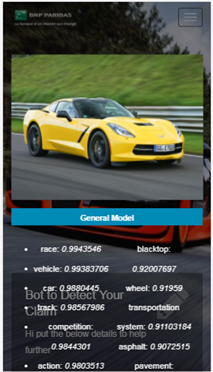 BNP PARIBAS
La banque d'un monde qui change
General Model
race: 0.9943546
blacktop:
vehicle: 0.99383706
0.92007697
car: 0.9880445
wheel: 0.91959
Bot to Detect Your
track: 0.98567986
transportation
Claim
competition:
system: 0.91103184
Hi put the below details to help
0.9844301
asphalt: 0.9072515
further
action: 0.9803513
pavement: